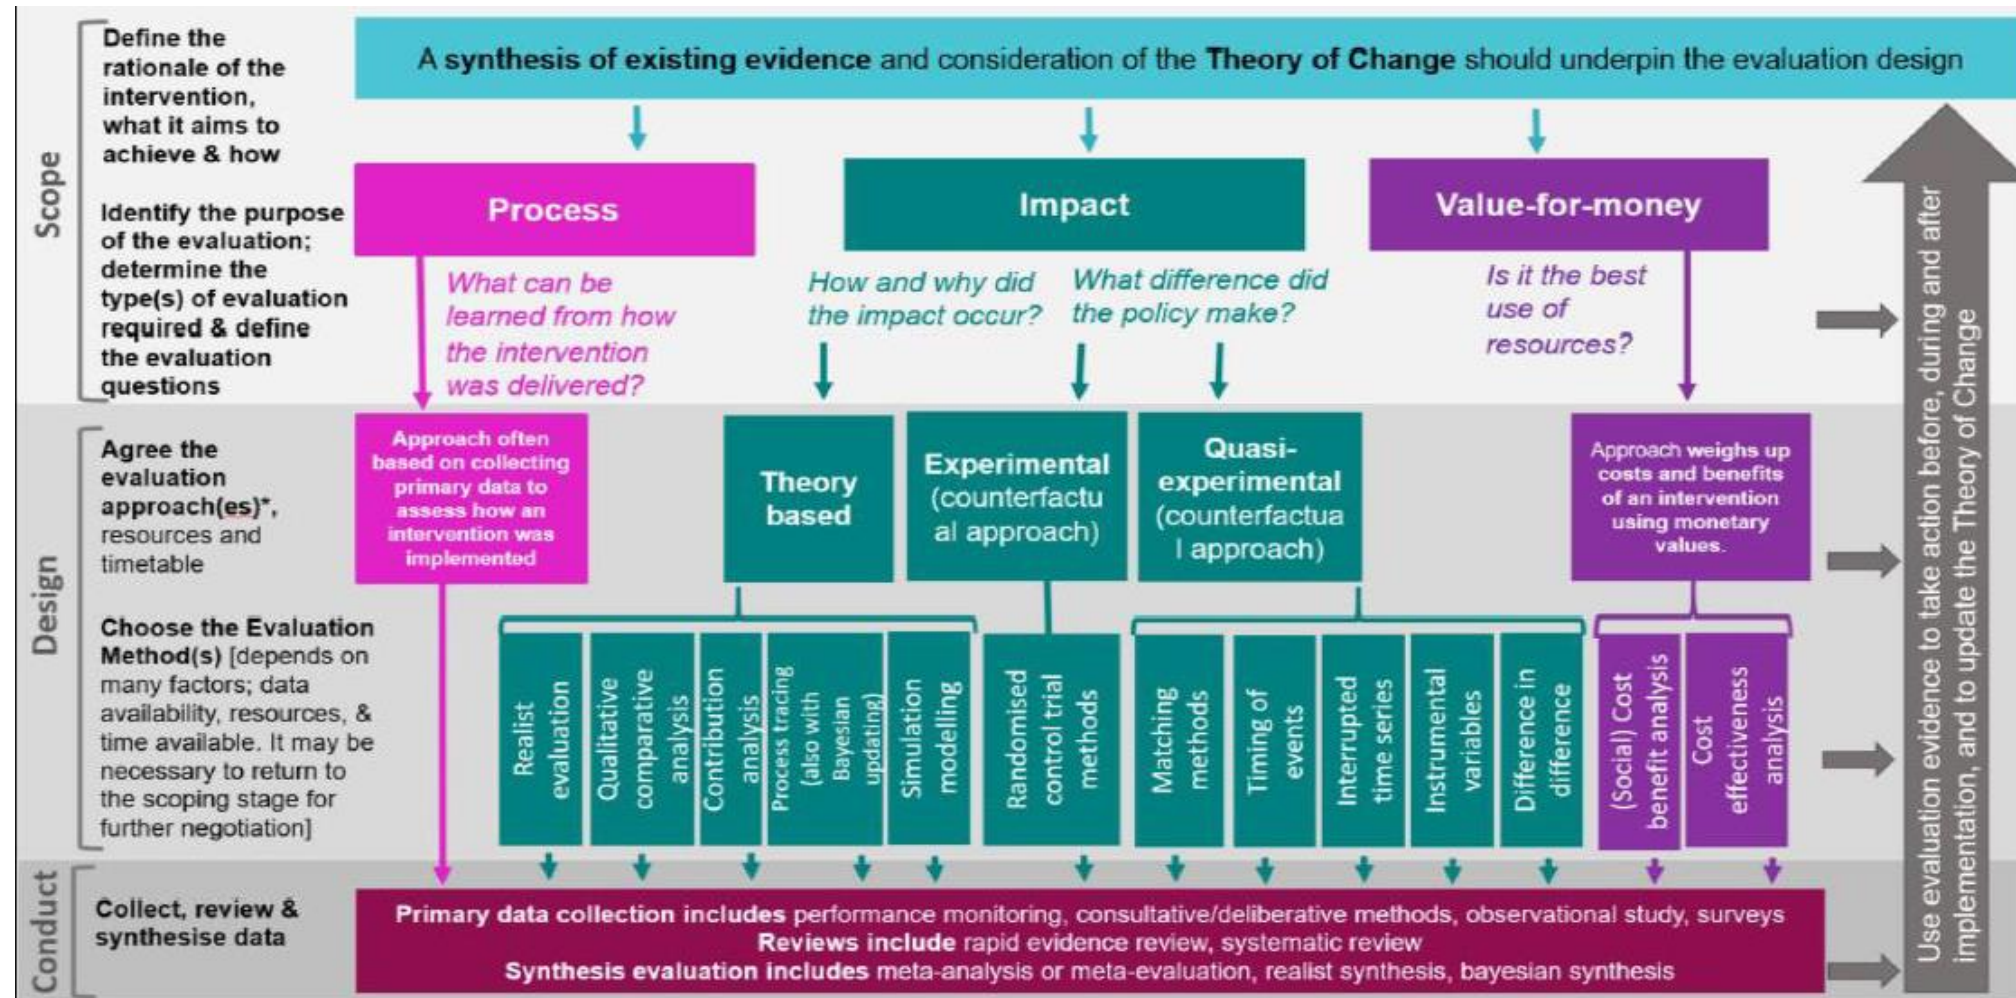 Scope
Define the
rationale of the
intervention,
what it aims to
achieve & how
Identify the purpose
of the evaluation;
determine the
type(s) of evaluation
required & define
the evaluation
questions
A synthesis of existing evidence and consideration of the Theory of Change should underpin the evaluation design
Process
Impact
Value-for-money
What can be
learned from how
the intervention
was delivered?
How and why did
the impact occur?
What difference did
the policy make?
Is it the best
use of
resources?
Design
Agree the
evaluation
approach(es)*,
resources and
timetable
Choose the Evaluation
Method(s) [depends on
many factors; data
availability, resources, &
time available. It may be
necessary to return to
the scoping stage for
further negotiation]
Approach often
based on collecting
primary data to
assess how an
intervention was
implemented
Theory
based
Experimental
(counterfactu
al approach)
Quasi-
experimental
(counterfactua
l approach)
Approach weighs up
costs and benefits
of an intervention
using monetary
values.
Realist
evaluation
Qualitative
comparative
analysis
Contribution
analysis
Process tracing
(also with
Bayesian
updating)
Simulation
modelling
Randomised
control trial
methods
Matching
methods
Timing of
events
Interrupted
time series
Instrumental
variables
Difference in
difference
(Social) Cost
benefit analysis
Cost
effectiveness
analysis
Conduct
Collect, review &
synthesise data
Primary data collection includes performance monitoring, consultative/deliberative methods, observational study, surveys
Reviews include rapid evidence review, systematic review
Synthesis evaluation includes meta-analysis or meta-evaluation, realist synthesis, bayesian synthesis
Use evaluation evidence to take action before, during and after
implementation, and to update the Theory of Change